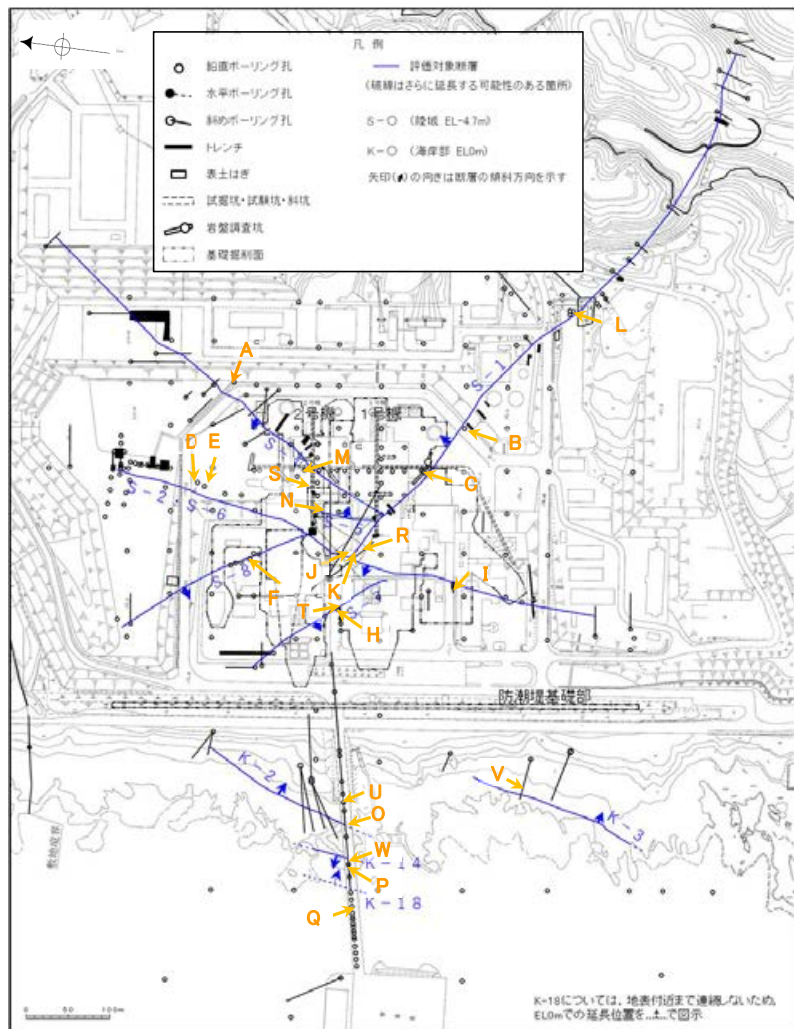 凡 例
鉛直ボーリング孔
水平ボーリング孔
斜めボーリング孔
トレンチ
表土はぎ
試掘坑・試験坑・斜坑
岩盤調査坑
基礎掘削面
評価対象断層
(破線はさらに延長する可能性のある箇所)
S-○ (陸域 EL-4.7m)
K-○ (海岸部 EL0m)
矢印( )の向きは断層の傾斜方向を示す
L
S-1
A
2号機
1号機
B
D
E
M
S
G
S-2・S-6
N
S-5
R
J
K
S-8
F
I
T
S-4
H
防潮堤基礎部
K-2
V
U
O
K-3
W
K-14
P
K-18
Q
敷地境界
0 50 100m
K-18については、地表付近まで連続しないため、
EL0mでの延長位置を で図示